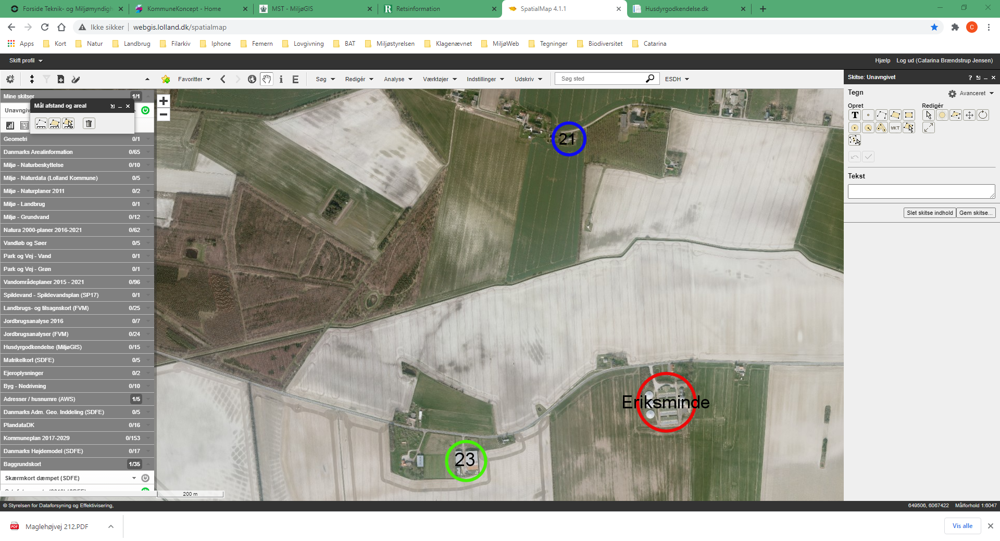 Forside Teknik- og Miljømyndigh
KommuneKoncept - Home
MST - MiljøGIS
Retsinformation
SpatialMap 4.1.1
Husdyrgodkendelse.dk
Ikke sikker
webgis.lolland.dk/spatialmap
C
Apps
Kort
Natur
Landbrug
Filarkiv
Iphone
Femern
Lovgivning
BAT
Miljøstyrelsen
Klagenævnet
MiljøWeb
Tegninger
Biodiversitet
Catarina
Skift profil
Hjælp
Log ud (Catarina Brændstrup Jensen)
Favoritter
Søg
Redigér
Analyse
Værktøjer
Indstillinger
Udskriv
Søg sted
ESDH
Skitse: Unavngivet
Mine skitser 1/1
Unavngiv
Mål afstand og areal
Geometri 0/1
Danmarks Arealinformation 0/65
Miljø - Naturbeskyttelse 0/10
Miljø - Naturdata (Lolland Kommune) 0/5
Miljø - Naturplaner 2011 0/2
Miljø - Landbrug 0/1
Miljø - Grundvand 0/12
Natura 2000-planer 2016-2021 0/62
Vandløb og Søer 0/5
Park og Vej - Vand 0/1
Park og Vej - Grøn 0/1
Vandområdeplaner 2015 - 2021 0/96
Spildevand - Spildevandsplan (SP17) 0/1
Landbrugs- og tilsagnskort (FVM) 0/25
Jordbrugsanalyse 2016 0/7
Jordbrugsanalyser (FVM) 0/24
Husdyrgodkendelse (MiljøGIS) 0/15
Matrikelkort (SDFE) 0/5
Ejeroplysninger 0/2
Byg - Nedrivning 0/10
Adresser / husnumre (AWS) 1/5
Danmarks Adm. Geo. Inddeling (SDFE) 0/5
PlandataDK 0/16
Kommuneplan 2017-2029 0/153
Danmarks Højdemodel (SDFE) 0/17
Baggrundskort 1/35
Skærmkort dæmpet (SDFE)
21
Eriksminde
23
200 m
Tegn
Avanceret
Opret
Redigér
T
WKT
Tekst
Slet skitse indhold
Gem skitse...
© Styrelsen for Dataforsyning og Effektivisering,
649506, 6067422
Målforhold 1:6047
PDF
Maglehøjvej 212.PDF
Vis alle